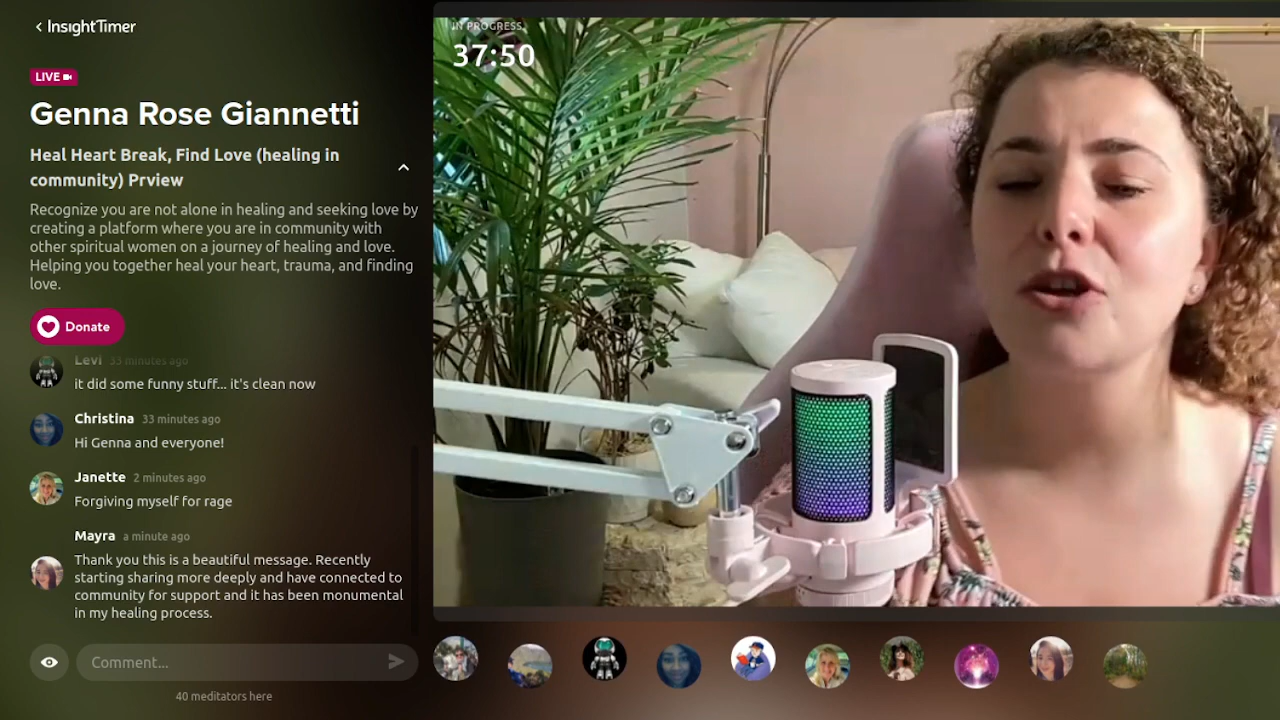 InsightTimer
LIVE
Genna Rose Giannetti
Heal Heart Break, Find Love (healing in
community) Prview
Recognize you are not alone in healing and seeking love by
creating a platform where you are in community with
other spiritual women on a journey of healing and love.
Helping you together heal your heart, trauma, and finding
love.
Donate
Levi 33 minutes ago
it did some funny stuff... it's clean now
Christina 33 minutes ago
Hi Genna and everyone!
Janette 2 minutes ago
Forgiving myself for rage
Mayra a minute ago
Thank you this is a beautiful message. Recently
starting sharing more deeply and have connected to
community for support and it has been monumental
in my healing process.
Comment...
40 meditators here
IN PROGRESS
37:50